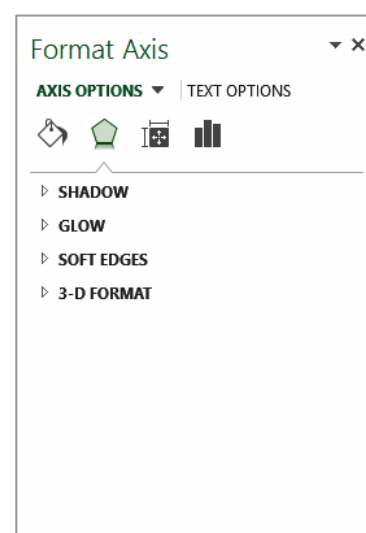 Format Axis
AXIS OPTIONS TEXT OPTIONS
SHADOW
GLOW
SOFT EDGES
3-D FORMAT